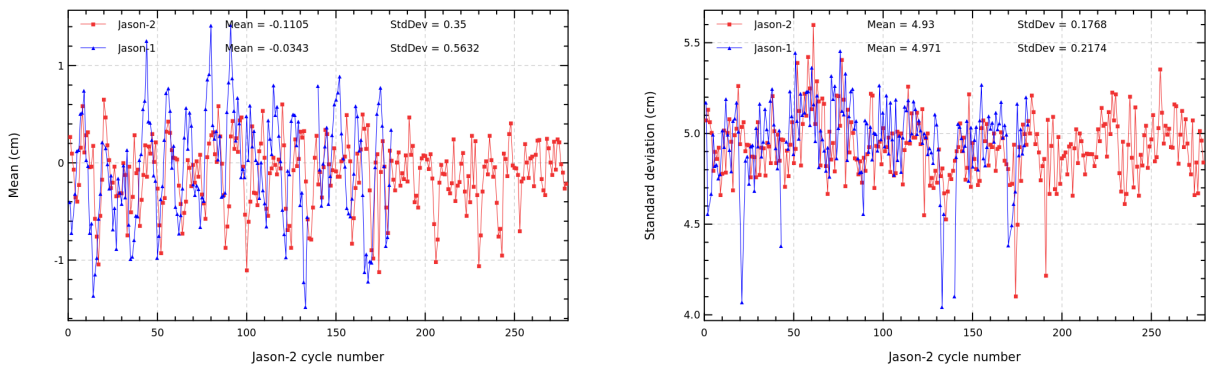 Jason-2 Mean = -0.1105 StdDev = 0.35
Jason-1 Mean = -0.0343 StdDev = 0.5632
1
0
-1
Mean (cm)
0 50 100 150 200 250
Jason-2 cycle number
Jason-2 Mean = 4.93 StdDev = 0.1768
Jason-1 Mean = 4.971 StdDev = 0.2174
5.5
5.0
4.5
4.0
Standard deviation (cm)
0 50 100 150 200 250
Jason-2 cycle number